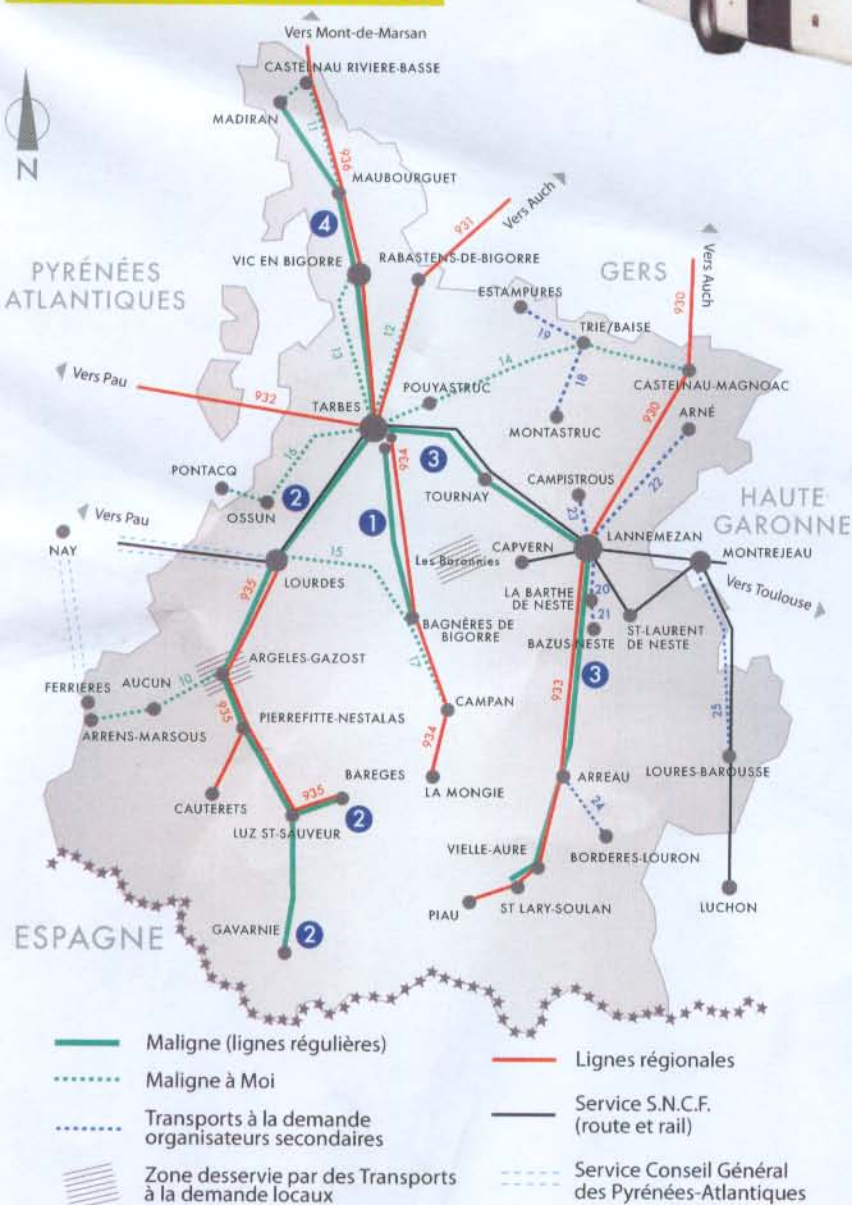 Vers Mont-de-Marsan
CASTELNAU RIVIERE-BASSE
MADIRAN
11
936
N
MAUBOURGUET
4
931
Vers Auch
VIC EN BIGORRE
RABASTENS-DE-BIGORRE
PYRÉNÉES
ATLANTIQUES
GERS
Vers Auch
ESTAMPURES
930
19
TRIE/BAISE
13
12
14
Vers Pau
932
POUYASTRUC
CASTELNAU-MAGNOAC
18
930
TARBES
ARNÉ
MONTASTRUC
934
3
16
PONTACQ
2
OSSUN
TOURNAY
CAMPISTROUS
22
HAUTE
GARONNE
Vers Pau
1
23
NAY
LANNEMEZAN
Les Baronnies
CAPVERN
MONTREJEAU
15
LOURDES
Vers Toulouse
935
LA BARTHE
DE NESTE
20
BAGNÈRES DE
BIGORRE
21
BAZUS-NESTE
ST-LAURENT
DE NESTE
17
ARGELES-GAZOST
3
933
FERRIÈRES
AUCUN
10
CAMPAN
25
ARRENS-MARSOUS
935
PIERREFITTE-NESTALAS
934
BAREGES
LA MONGIE
ARREAU
LOURES-BAROUSSE
CAUTERETS
935
2
24
LUZ ST-SAUVEUR
VIELLE-AURE
BORDERES-LOURON
PIAU
ST LARY-SOULAN
LUCHON
ESPAGNE
GAVARNIE
2
Maligne (lignes régulières)
Maligne à Moi
Transports à la demande
organisateurs secondaires
Zone desservie par des Transports
à la demande locaux
Lignes régionales
Service S.N.C.F.
(route et rail)
Service Conseil Général
des Pyrénées-Atlantiques